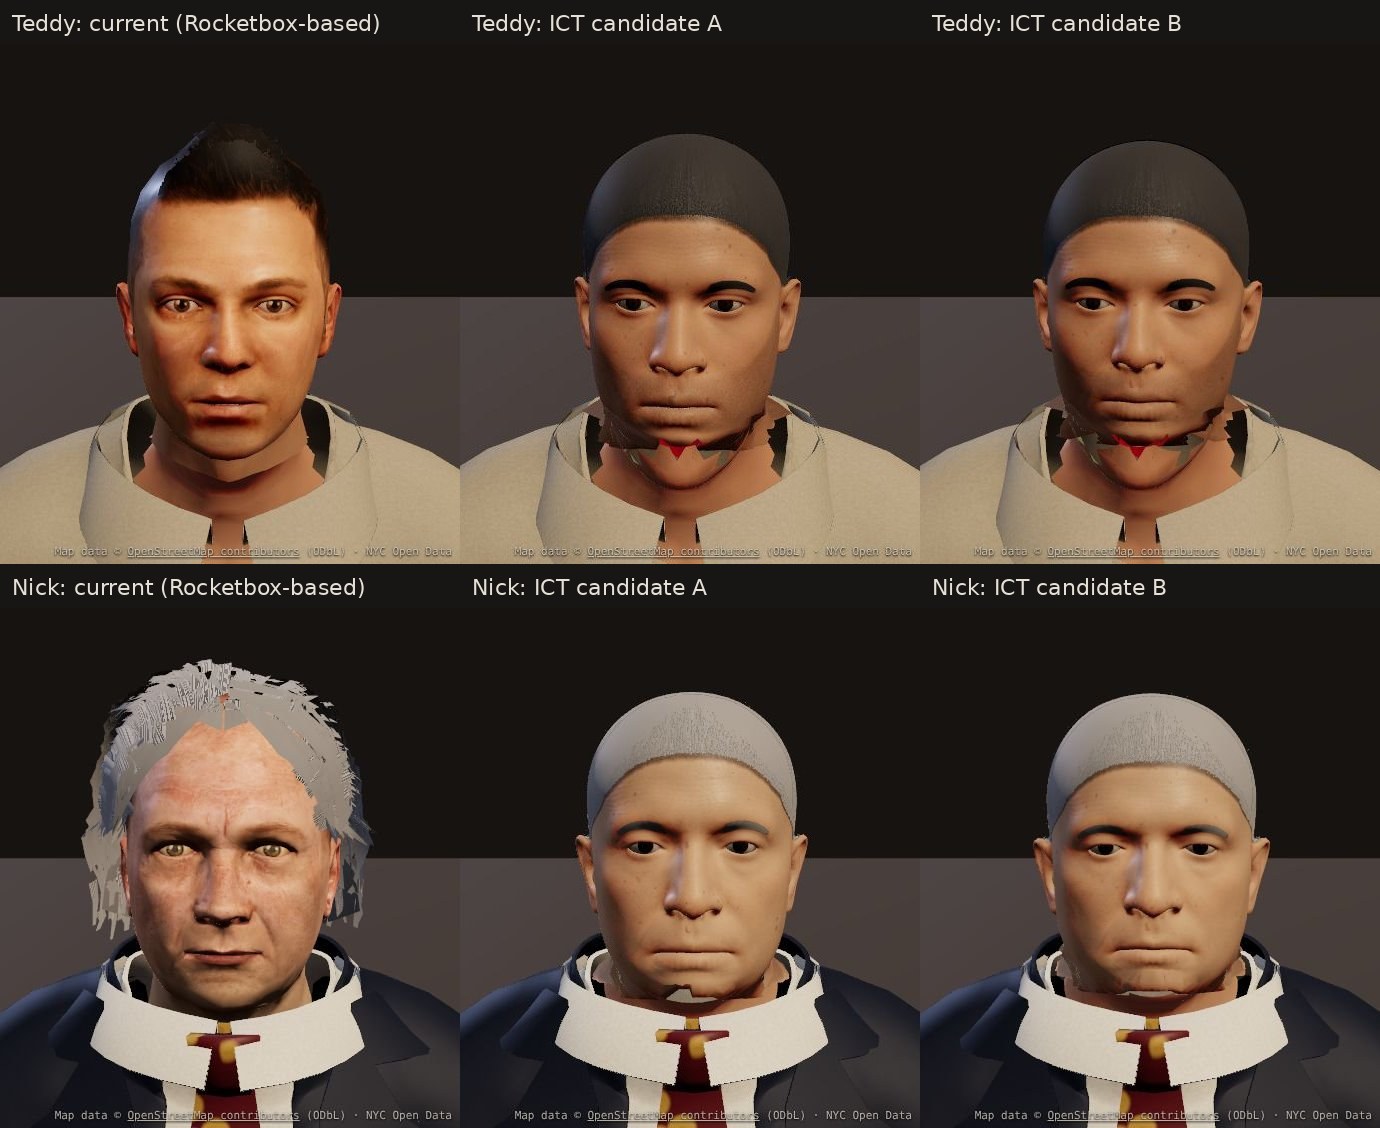 Teddy: current (Rocketbox-based)
Teddy: ICT candidate A
Teddy: ICT candidate B
Map data © OpenStreetMap contributors (ODbL) · NYC Open Data
Map data © OpenStreetMap contributors (ODbL) · NYC Open Data
Map data © OpenStreetMap contributors (ODbL) · NYC Open Data
Nick: current (Rocketbox-based)
Nick: ICT candidate A
Nick: ICT candidate B
Map data © OpenStreetMap contributors (ODbL) · NYC Open Data
Map data © OpenStreetMap contributors (ODbL) · NYC Open Data
Map data © OpenStreetMap contributors (ODbL) · NYC Open Data